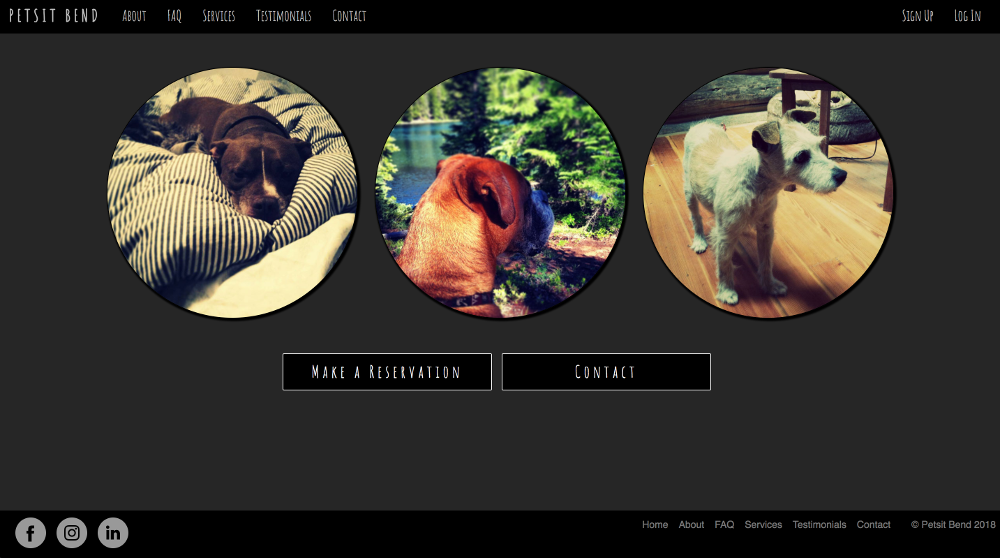 PETSIT BEND About FAQ Services Testimonials Contact Sign Up Log In
Make a Reservation Contact
Home About FAQ Services Testimonials Contact © Petsit Bend 2018